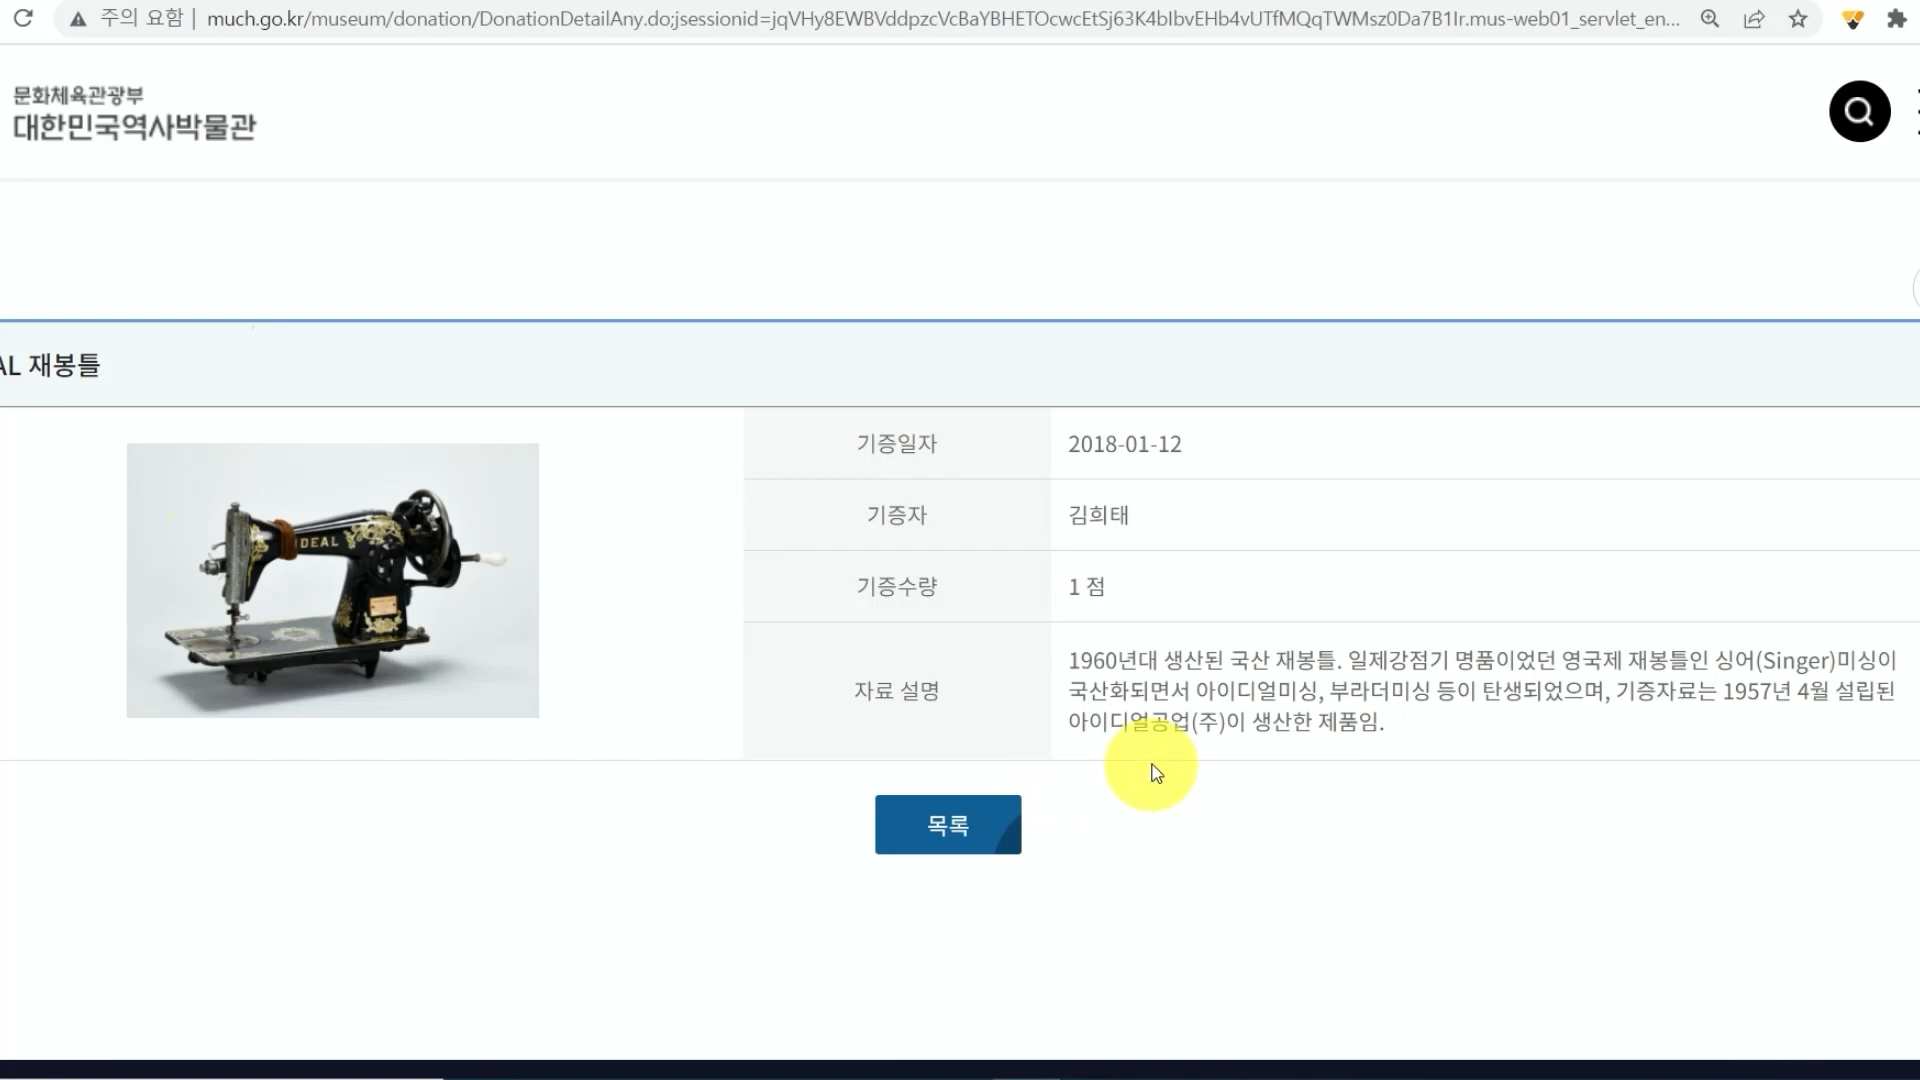 주의 요함 | much.go.kr/museum/donation/DonationDetailAny.do;jsessionid=jqVHy8EWBVddpzcVcBaYBHETOcwcEtSj63K4bIbvEHb4vUTfMQqTWMsz0Da7B1Ir.mus-web01_servlet_en...
문화체육관광부
대한민국역사박물관
AL 재봉틀
IDEAL
기증일자 2018-01-12
기증자 김희태
기증수량 1 점
자료 설명
1960년대 생산된 국산 재봉틀. 일제강점기 명품이었던 영국제 재봉틀인 싱어(Singer)미싱이
국산화되면서 아이디얼미싱, 부라더미싱 등이 탄생되었으며, 기증자료는 1957년 4월 설립된
아이디얼공업(주)이 생산한 제품임.
목록